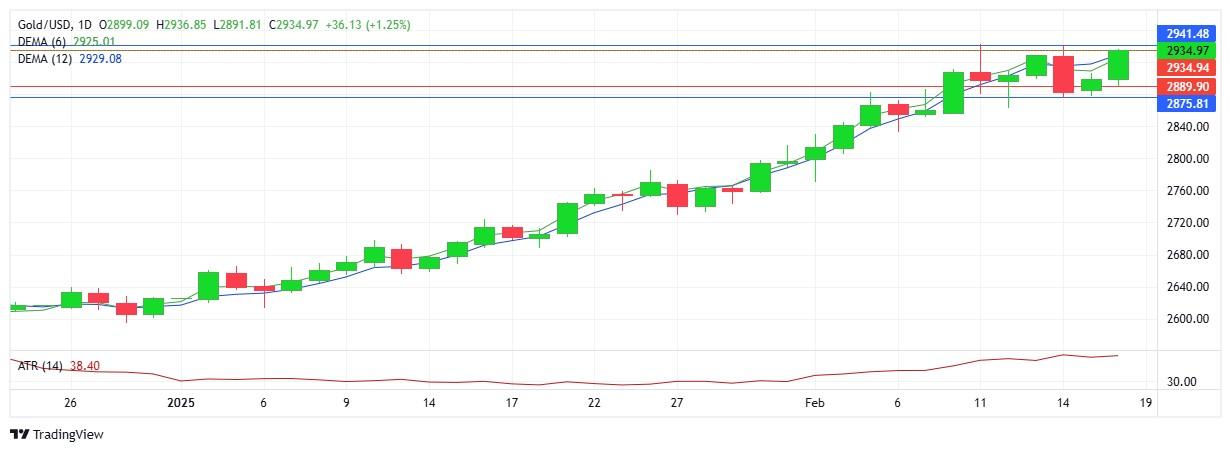 Gold/USD, 1D O2899.09 H2936.85 L2891.81 C2934.97 +36.13 (+1.25%)
DEMA (6) 2925.01
DEMA (12) 2929.08
2941.48
2934.97
2934.94
2889.90
2875.81
2840.00
2800.00
2760.00
2720.00
2680.00
2640.00
2600.00
ATR (14) 38.40
30.00
26 2025 6 9 14 17 22 27 Feb 6 11 14 19
TradingView